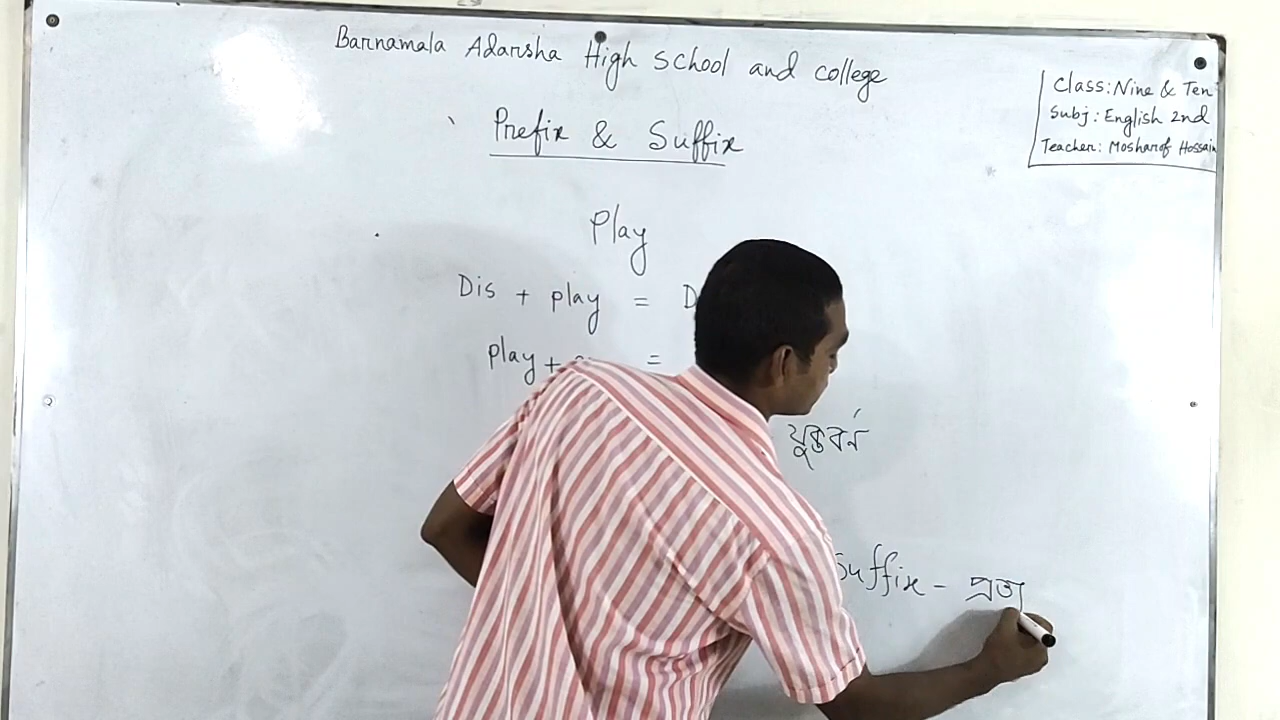 Barnamala Adarsha High School and college
Class: Nine & Ten
Subj: English 2nd
Teacher: Mosharof Hossain
Prefix & Suffix
Play
Dis + play = D
play + =
যুক্তবর্ন
Suffix - প্রত্য